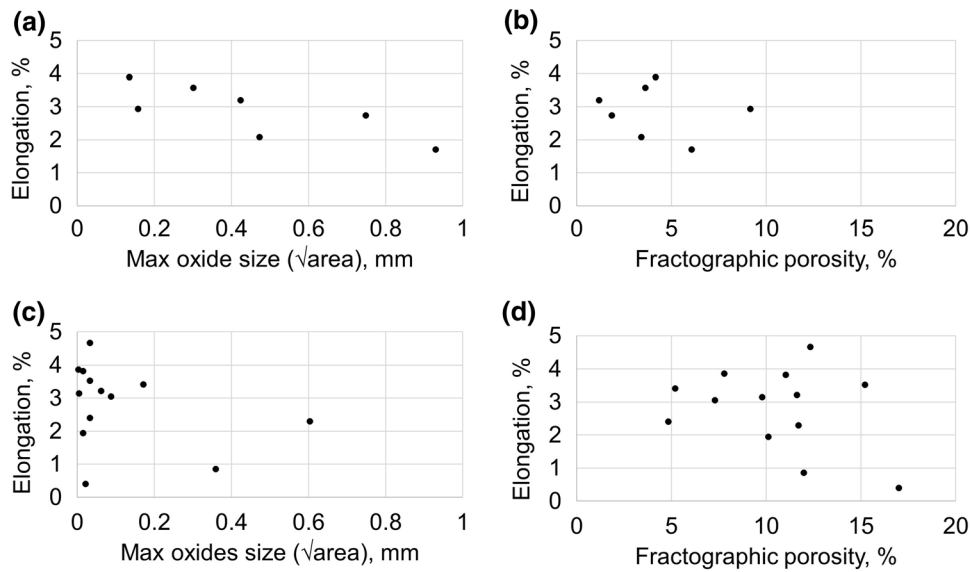 (a)
Elongation, %
5
4
3
2
1
0
0 0.2 0.4 0.6 0.8 1
Max oxide size (√area), mm
(b)
Elongation, %
5
4
3
2
1
0
0 5 10 15 20
Fractographic porosity, %
(c)
Elongation, %
5
4
3
2
1
0
0 0.2 0.4 0.6 0.8 1
Max oxides size (√area), mm
(d)
Elongation, %
5
4
3
2
1
0
0 5 10 15 20
Fractographic porosity, %